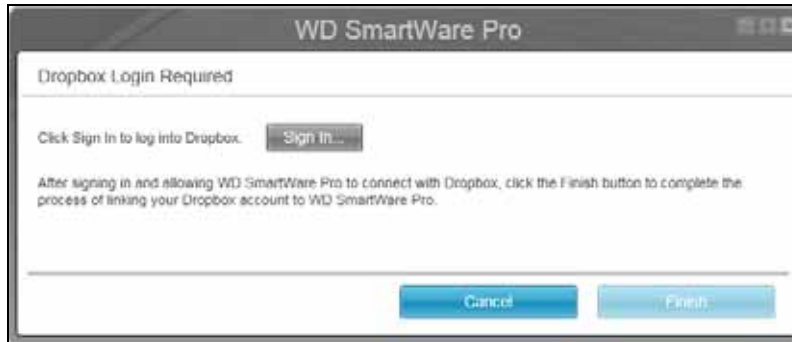 WD SmartWare Pro
Dropbox Login Required
Click Sign In to log into Dropbox. Sign In...
After signing in and allowing WD SmartWare Pro to connect with Dropbox, click the Finish button to complete the
process of linking your Dropbox account to WD SmartWare Pro.
Cancel Finish